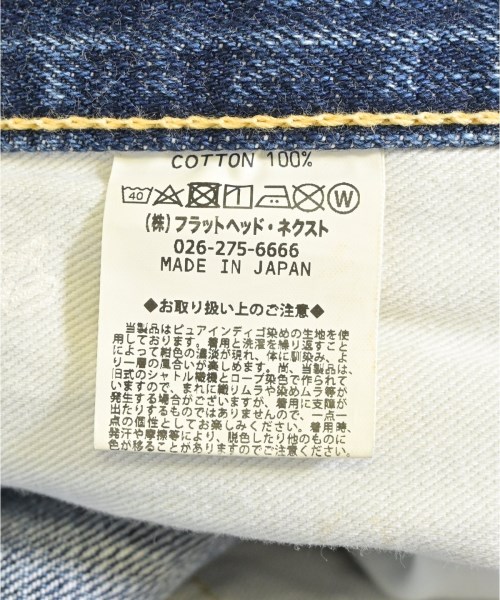 COTTON 100%
40 W
(株)フラットヘッド・ネクスト
026-275-6666
MADE IN JAPAN
◆お取り扱い上のご注意◆
当製品はピュアインディゴ染めの生地を使
用しております。着用と洗濯を繰り返すこと
によって紺色の濃淡が現れ、体に馴染み、よ
り一層の風合いが楽しめます。尚、当製品は、
旧式のシャトル織機とロープ染色で作られて
いますので、まれに織りムラや染めムラ等が
発生する場合がございますが、着用に支障が
出たりするものではありませんので、一点一
点の個性としてお楽しみください。着用時、
発汗や摩擦等により、脱色したり他のものに
色が移ることがありますのでご注意ください。